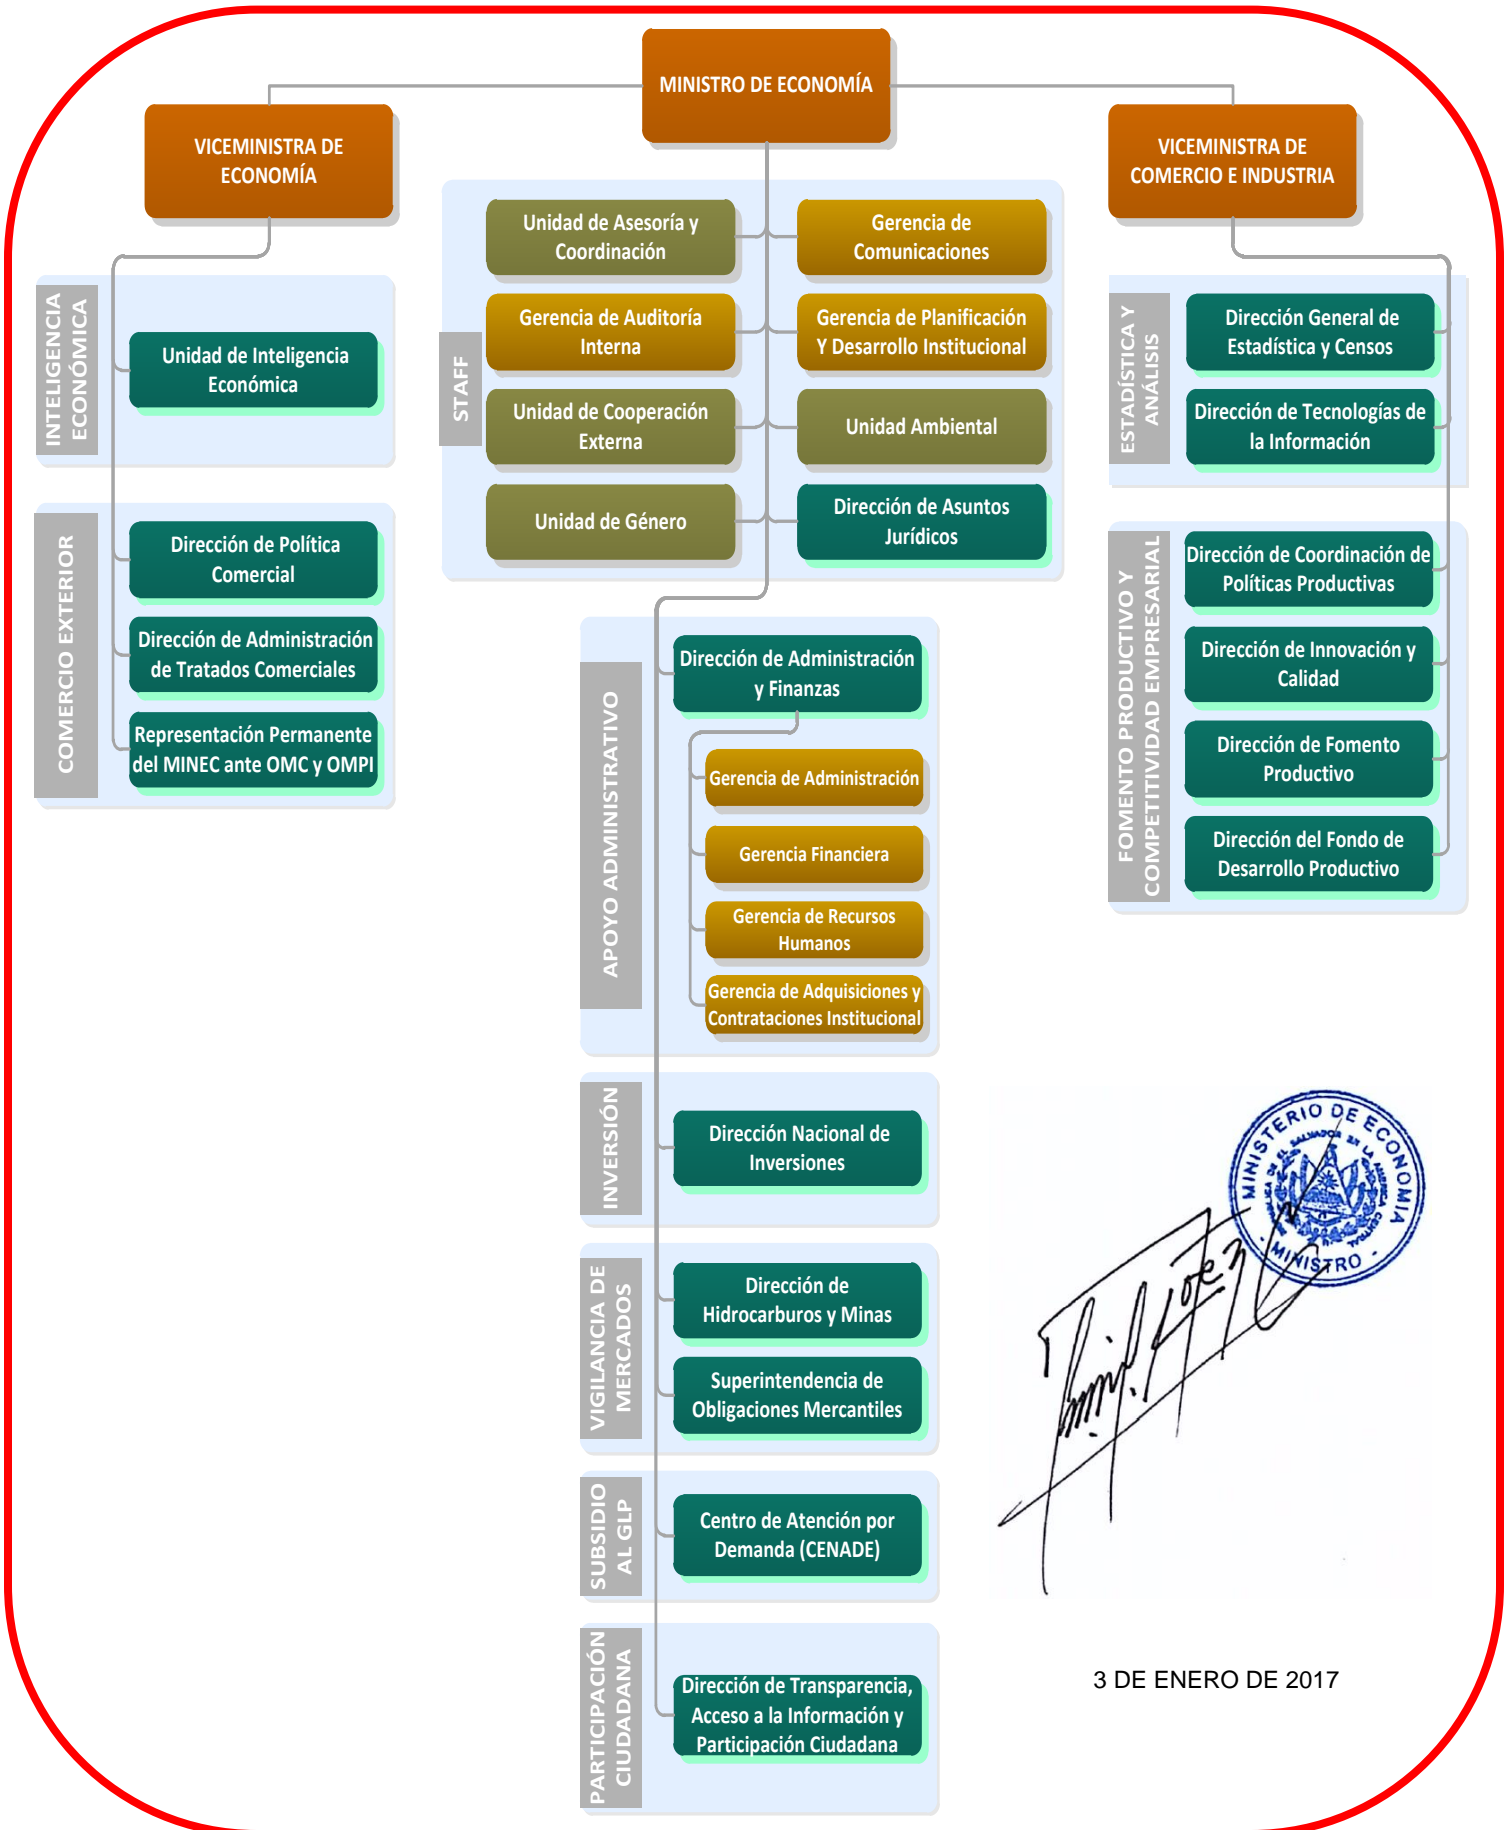 MINISTRO DE ECONOMÍA
VICEMINISTRA DE
ECONOMÍA
VICEMINISTRA DE
COMERCIO E INDUSTRIA
INTELIGENCIA
ECONÓMICA
Unidad de Inteligencia
Económica
COMERCIO EXTERIOR
Dirección de Política
Comercial
Dirección de Administración
de Tratados Comerciales
Representación Permanente
del MINEC ante OMC y OMPI
STAFF
Unidad de Asesoría y
Coordinación
Gerencia de
Comunicaciones
Gerencia de Auditoría
Interna
Gerencia de Planificación
Y Desarrollo Institucional
Unidad de Cooperación
Externa
Unidad Ambiental
Unidad de Género
Dirección de Asuntos
Jurídicos
APOYO ADMINISTRATIVO
Dirección de Administración
y Finanzas
Gerencia de Administración
Gerencia Financiera
Gerencia de Recursos
Humanos
Gerencia de Adquisiciones y
Contrataciones Institucional
INVERSIÓN
Dirección Nacional de
Inversiones
VIGILANCIA DE
MERCADOS
Dirección de
Hidrocarburos y Minas
Superintendencia de
Obligaciones Mercantiles
SUBSIDIO
AL GLP
Centro de Atención por
Demanda (CENADE)
PARTICIPACIÓN
CIUDADANA
Dirección de Transparencia,
Acceso a la Información y
Participación Ciudadana
ESTADÍSTICA Y
ANÁLISIS
Dirección General de
Estadística y Censos
Dirección de Tecnologías de
la Información
FOMENTO PRODUCTIVO Y
COMPETITIVIDAD EMPRESARIAL
Dirección de Coordinación de
Políticas Productivas
Dirección de Innovación y
Calidad
Dirección de Fomento
Productivo
Dirección del Fondo de
Desarrollo Productivo
MINISTERIO DE ECONOMIA
EL SALVADOR EN LA AMERICA CENTRAL
- MINISTRO -
3 DE ENERO DE 2017